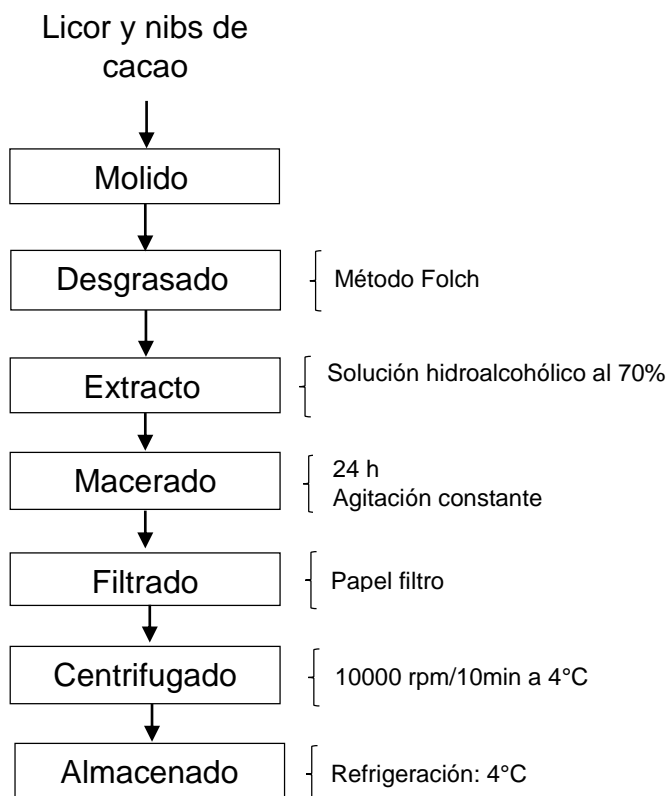 Licor y nibs de
cacao
Molido
Desgrasado
Método Folch
Extracto
Solución hidroalcohólico al 70%
Macerado
24 h
Agitación constante
Filtrado
Papel filtro
Centrifugado
10000 rpm/10min a 4°C
Almacenado
Refrigeración: 4°C